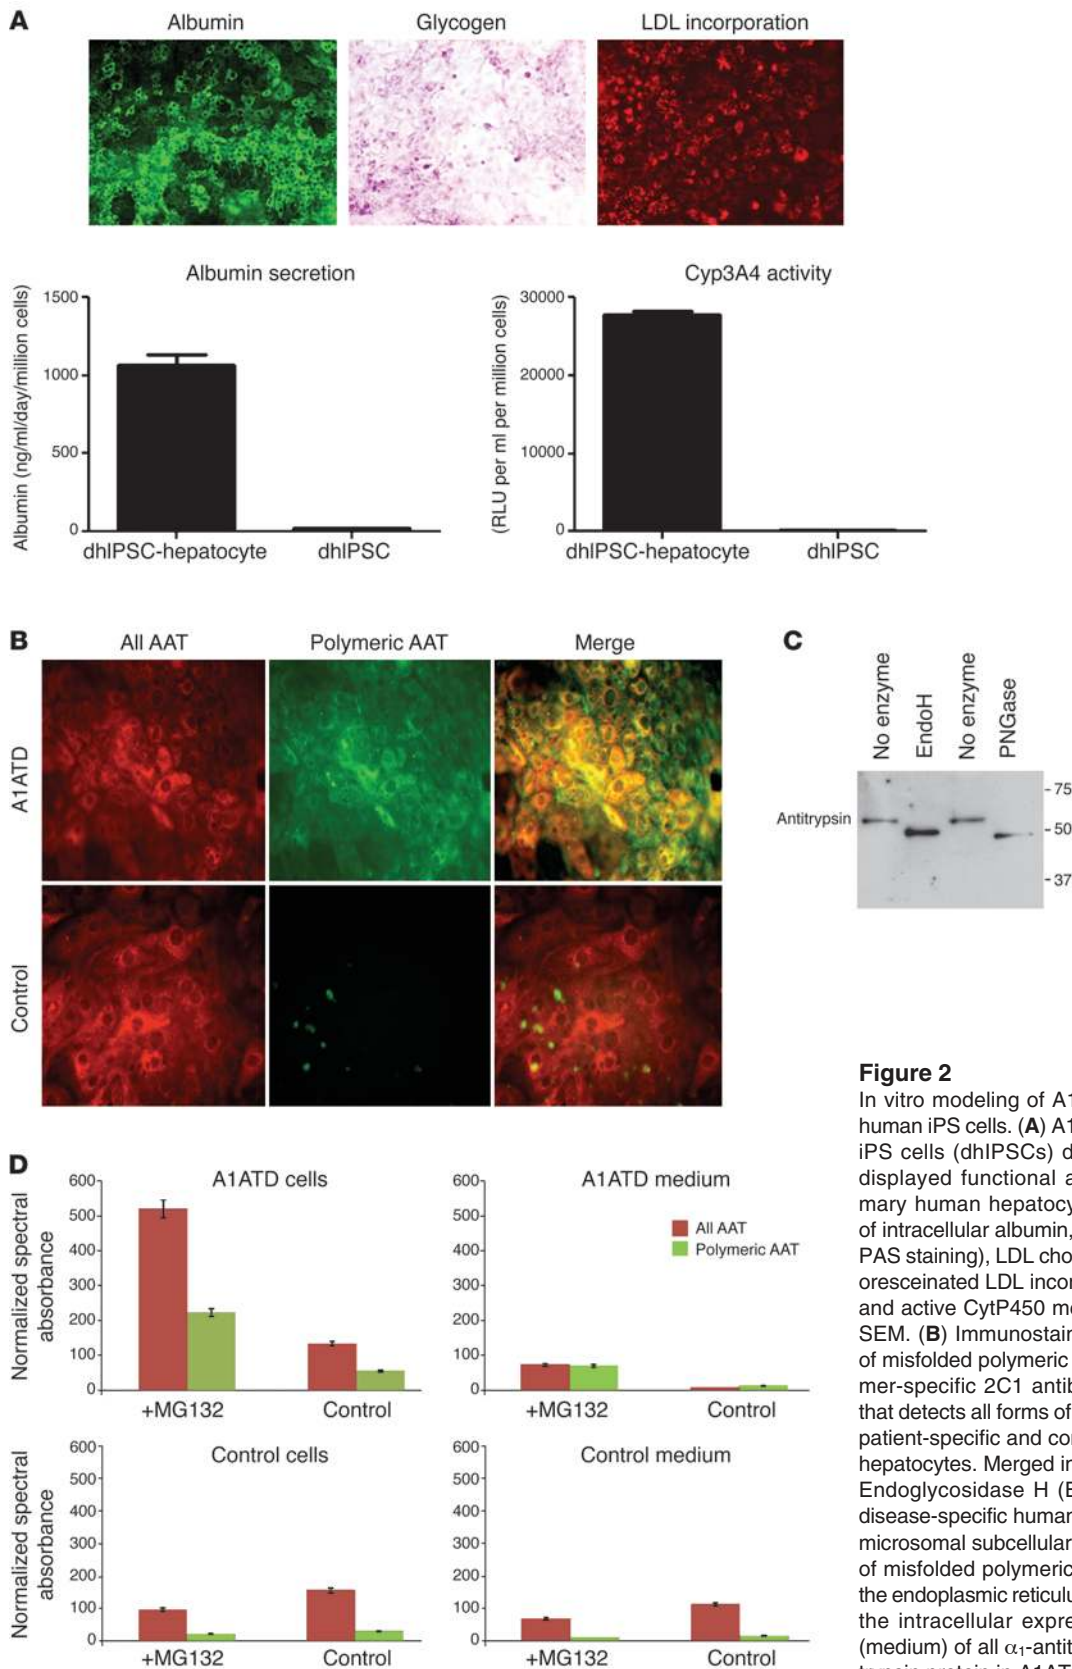 A
Albumin
Glycogen
LDL incorporation
Albumin secretion
Albumin (ng/ml/day/million cells)
1500
1000
500
0
dhIPSC-hepatocyte
dhIPSC
Cyp3A4 activity
(RLU per ml per million cells)
30000
20000
10000
0
dhIPSC-hepatocyte
dhIPSC
B
All AAT
Polymeric AAT
Merge
A1ATD
Control
C
No enzyme
EndoH
No enzyme
PNGase
Antitrypsin
- 75
- 50
- 37
D
A1ATD cells
Normalized spectral
absorbance
600
500
400
300
200
100
0
+MG132
Control
A1ATD medium
600
500
400
300
200
100
0
All AAT
Polymeric AAT
+MG132
Control
Control cells
Normalized spectral
absorbance
600
500
400
300
200
100
0
+MG132
Control
Control medium
600
500
400
300
200
100
0
+MG132
Control
Figure 2
In vitro modeling of A1
human iPS cells. (A) A1
iPS cells (dhIPSCs) d
displayed functional a
mary human hepatocy
of intracellular albumin,
PAS staining), LDL cho
oresceinated LDL incor
and active CytP450 me
SEM. (B) Immunostain
of misfolded polymeric
mer-specific 2C1 antib
that detects all forms of
patient-specific and con
hepatocytes. Merged in
Endoglycosidase H (E
disease-specific human
microsomal subcellular
of misfolded polymeric
the endoplasmic reticulu
the intracellular expre
(medium) of all α1-antit